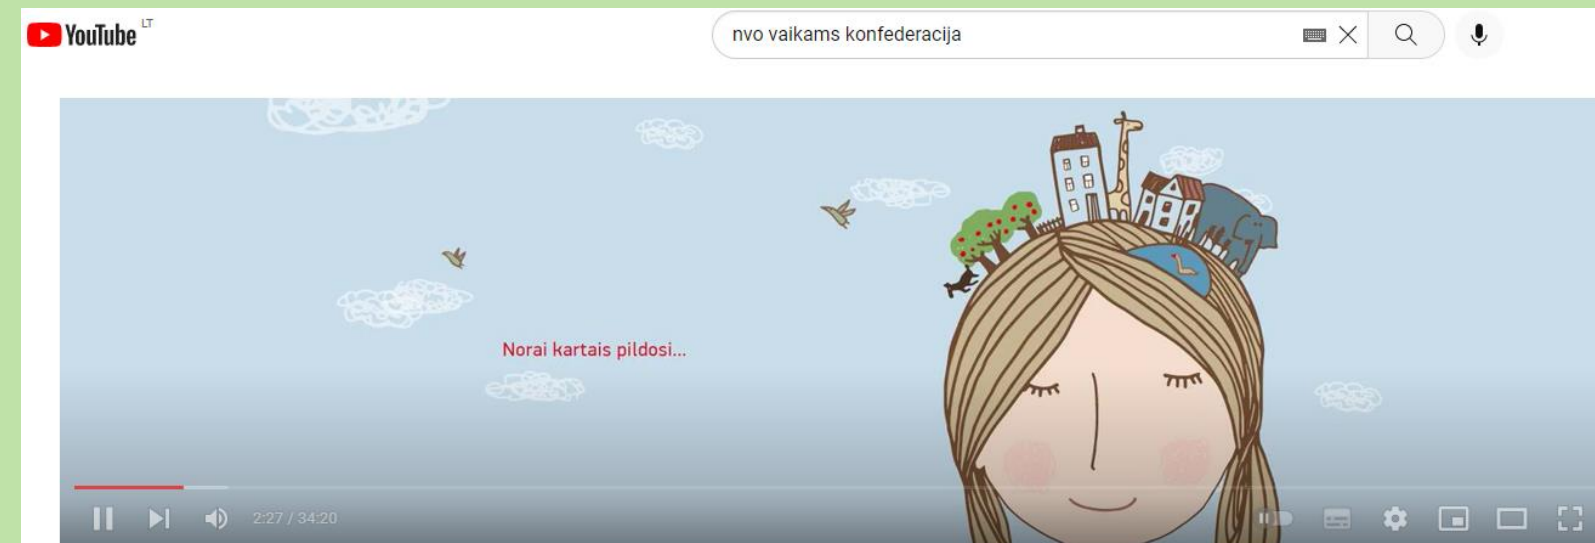 YouTube LT
nvo vaikams konfederacija
Norai kartais pildosi...
2:27 / 34:20